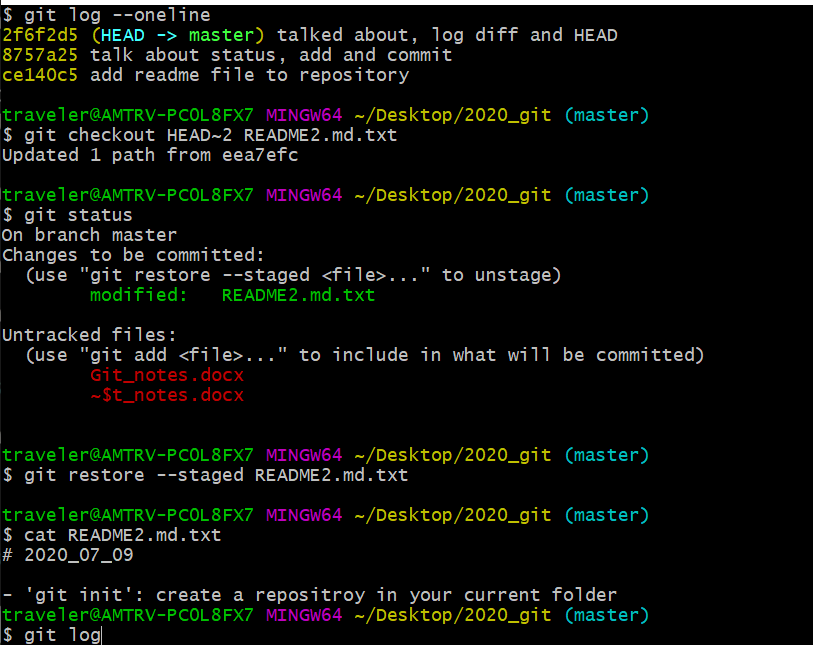 $ git log --oneline
2f6f2d5 (HEAD -> master) talked about, log diff and HEAD
8757a25 talk about status, add and commit
ce140c5 add readme file to repository
traveler@AMTRV-PC0L8FX7 MINGW64 ~/Desktop/2020_git (master)
$ git checkout HEAD~2 README2.md.txt
Updated 1 path from eea7efc
traveler@AMTRV-PC0L8FX7 MINGW64 ~/Desktop/2020_git (master)
$ git status
On branch master
Changes to be committed:
  (use "git restore --staged <file>..." to unstage)
        modified:   README2.md.txt
Untracked files:
  (use "git add <file>..." to include in what will be committed)
        Git_notes.docx
        ~$t_notes.docx
traveler@AMTRV-PC0L8FX7 MINGW64 ~/Desktop/2020_git (master)
$ git restore --staged README2.md.txt
traveler@AMTRV-PC0L8FX7 MINGW64 ~/Desktop/2020_git (master)
$ cat README2.md.txt
# 2020_07_09
- 'git init': create a repositroy in your current folder
traveler@AMTRV-PC0L8FX7 MINGW64 ~/Desktop/2020_git (master)
$ git log